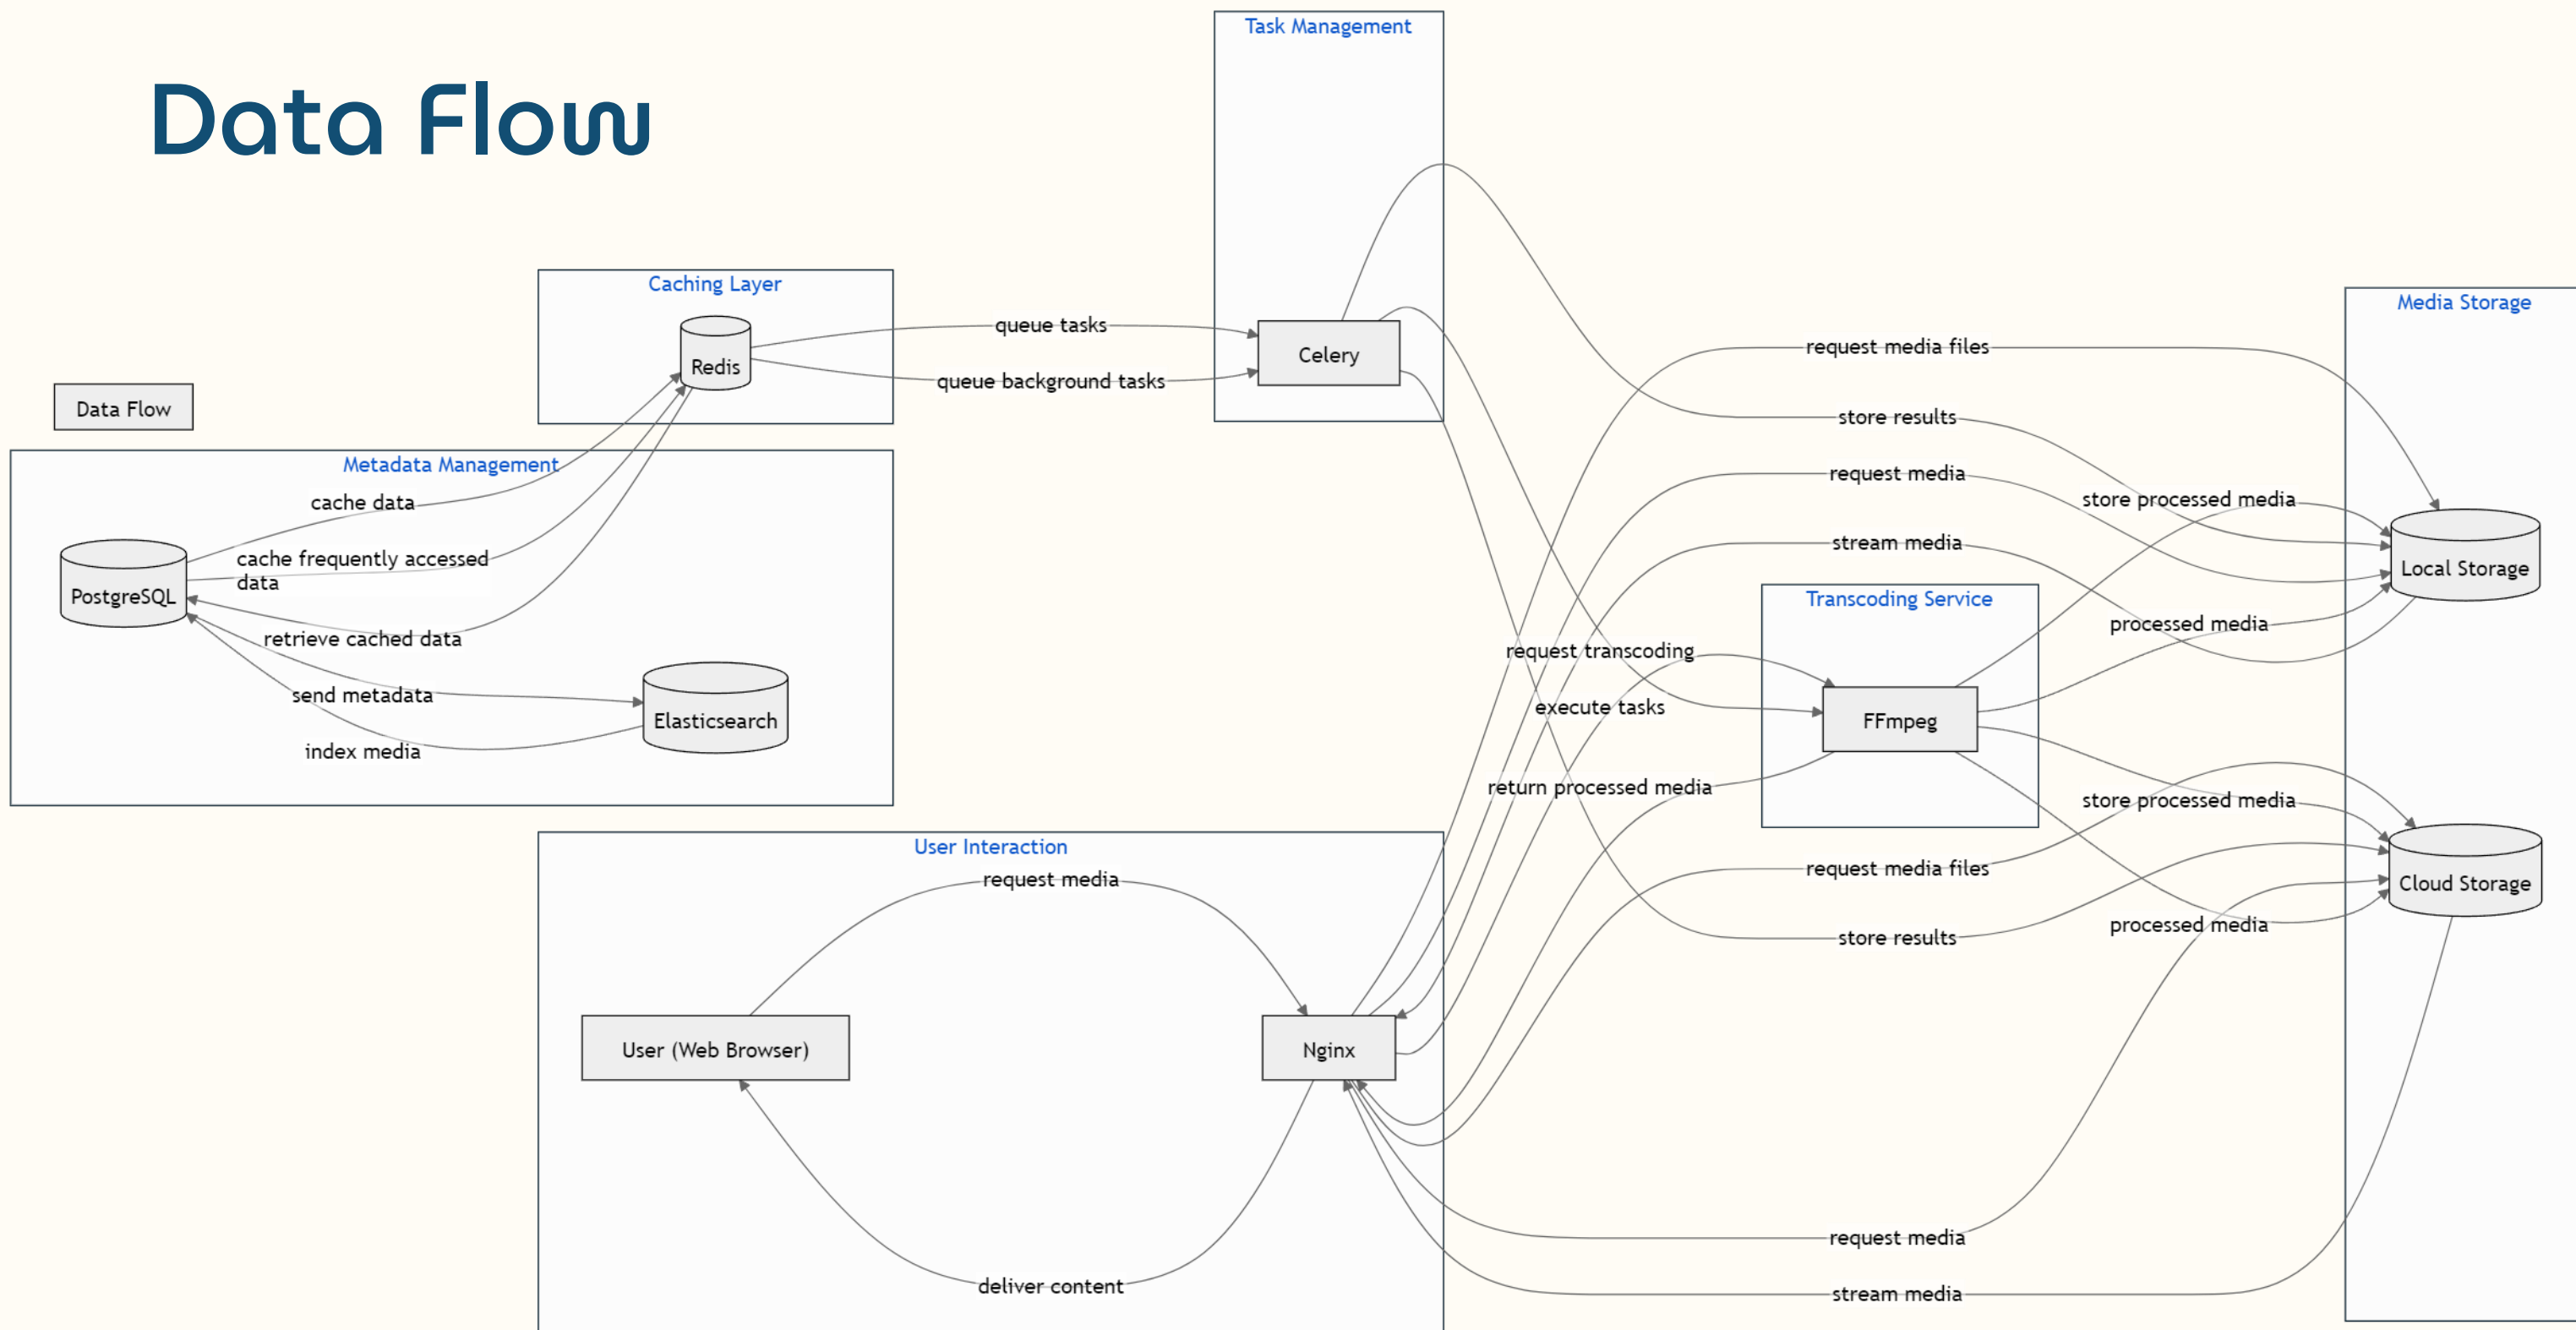 Data Flow
Task Management
Caching Layer
Redis
queue tasks
queue background tasks
Celery
Data Flow
Metadata Management
cache data
cache frequently accessed
data
PostgreSQL
retrieve cached data
send metadata
Elasticsearch
index media
Media Storage
request media files
store results
request media
store processed media
stream media
Local Storage
Transcoding Service
processed media
request transcoding
execute tasks
FFmpeg
return processed media
store processed media
request media files
Cloud Storage
processed media
store results
User Interaction
request media
User (Web Browser)
Nginx
deliver content
request media
stream media